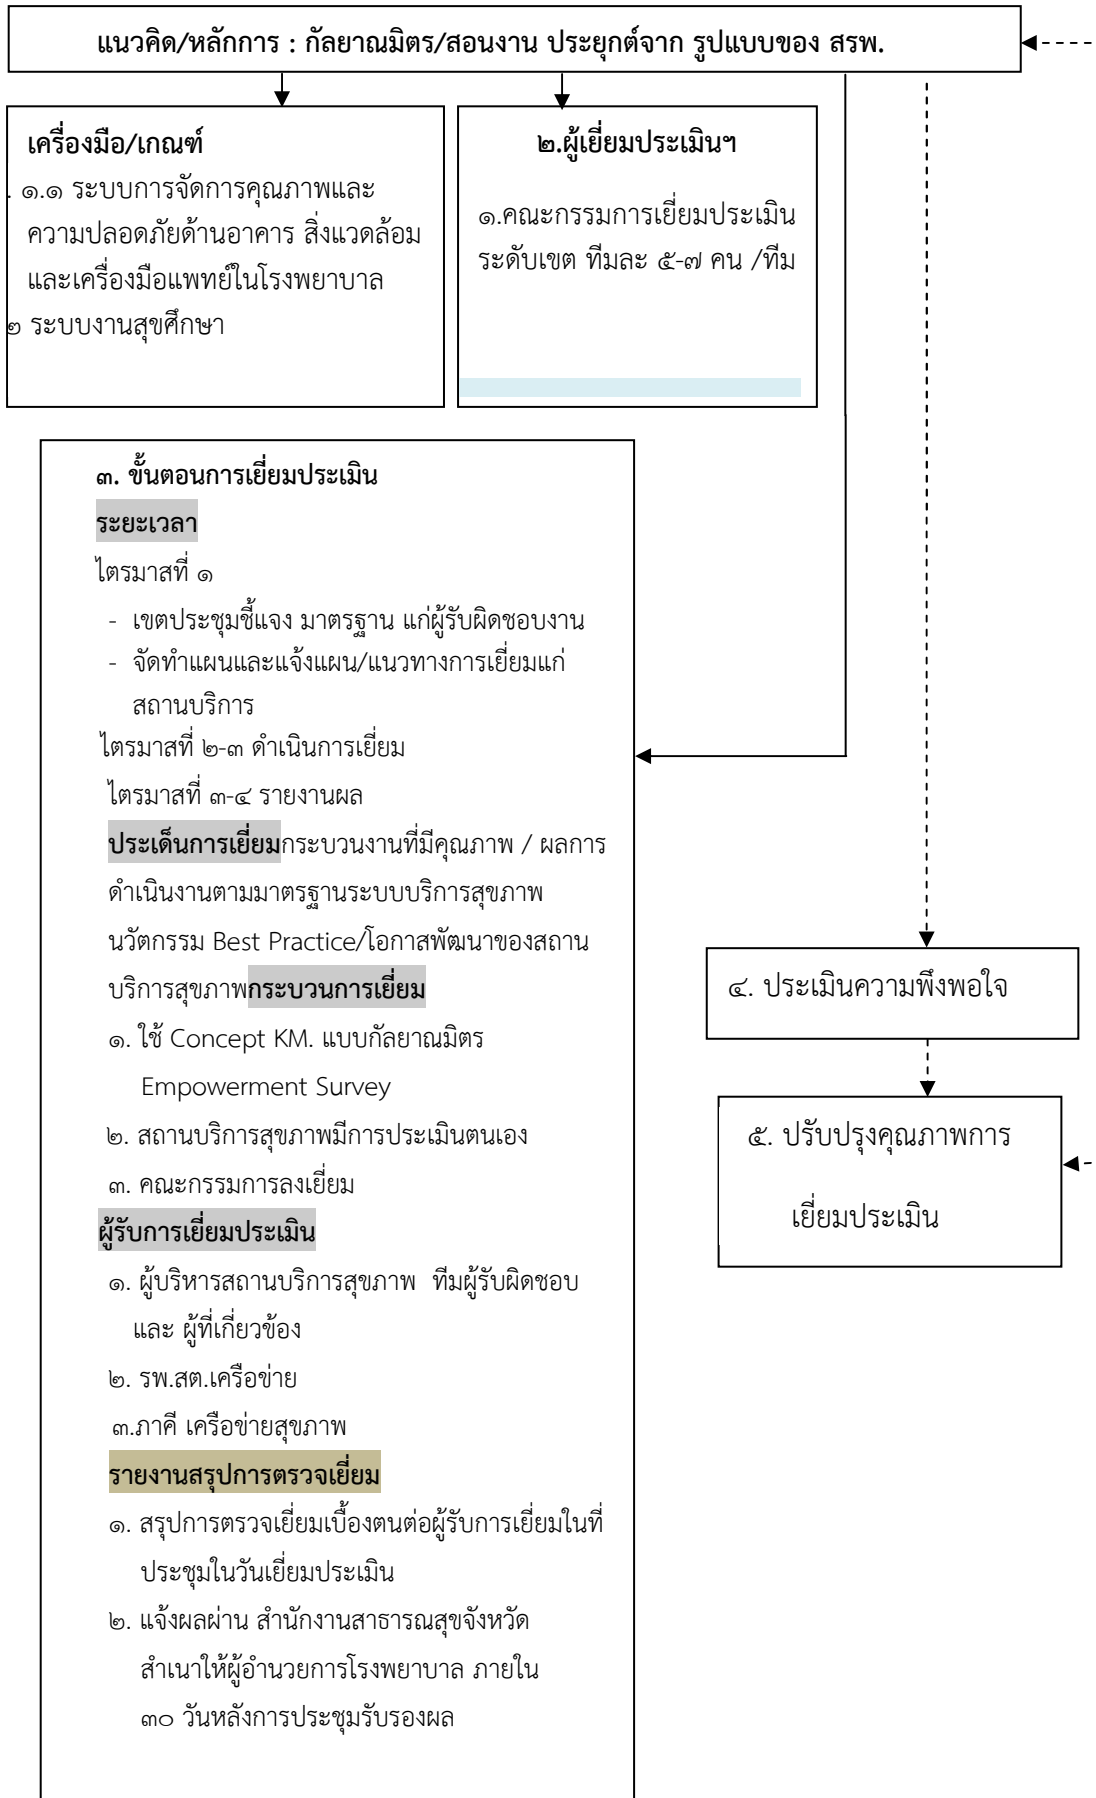 แนวคิด/หลักการ : กัลยาณมิตร/สอนงาน ประยุกต์จาก รูปแบบของ สรพ.
เครื่องมือ/เกณฑ์
. ๑.๑ ระบบการจัดการคุณภาพและ
ความปลอดภัยด้านอาคาร สิ่งแวดล้อม
และเครื่องมือแพทย์ในโรงพยาบาล
๒ ระบบงานสุขศึกษา
๒.ผู้เยี่ยมประเมินฯ
๑.คณะกรรมการเยี่ยมประเมิน
ระดับเขต ทีมละ ๕-๗ คน /ทีม
๓. ขั้นตอนการเยี่ยมประเมิน
ระยะเวลา
ไตรมาสที่ ๑
- เขตประชุมชี้แจง มาตรฐาน แก่ผู้รับผิดชอบงาน
- จัดทำแผนและแจ้งแผน/แนวทางการเยี่ยมแก่
สถานบริการ
ไตรมาสที่ ๒-๓ ดำเนินการเยี่ยม
ไตรมาสที่ ๓-๔ รายงานผล
ประเด็นการเยี่ยมกระบวนงานที่มีคุณภาพ / ผลการ
ดำเนินงานตามมาตรฐานระบบบริการสุขภาพ
นวัตกรรม Best Practice/โอกาสพัฒนาของสถาน
บริการสุขภาพกระบวนการเยี่ยม
๑. ใช้ Concept KM. แบบกัลยาณมิตร
Empowerment Survey
๒. สถานบริการสุขภาพมีการประเมินตนเอง
๓. คณะกรรมการลงเยี่ยม
ผู้รับการเยี่ยมประเมิน
๑. ผู้บริหารสถานบริการสุขภาพ ทีมผู้รับผิดชอบ
และ ผู้ที่เกี่ยวข้อง
๒. รพ.สต.เครือข่าย
๓.ภาคี เครือข่ายสุขภาพ
รายงานสรุปการตรวจเยี่ยม
๑. สรุปการตรวจเยี่ยมเบื้องตนต่อผู้รับการเยี่ยมในที่
ประชุมในวันเยี่ยมประเมิน
๒. แจ้งผลผ่าน สำนักงานสาธารณสุขจังหวัด
สำเนาให้ผู้อำนวยการโรงพยาบาล ภายใน
๓๐ วันหลังการประชุมรับรองผล
๔. ประเมินความพึงพอใจ
๕. ปรับปรุงคุณภาพการ
เยี่ยมประเมิน